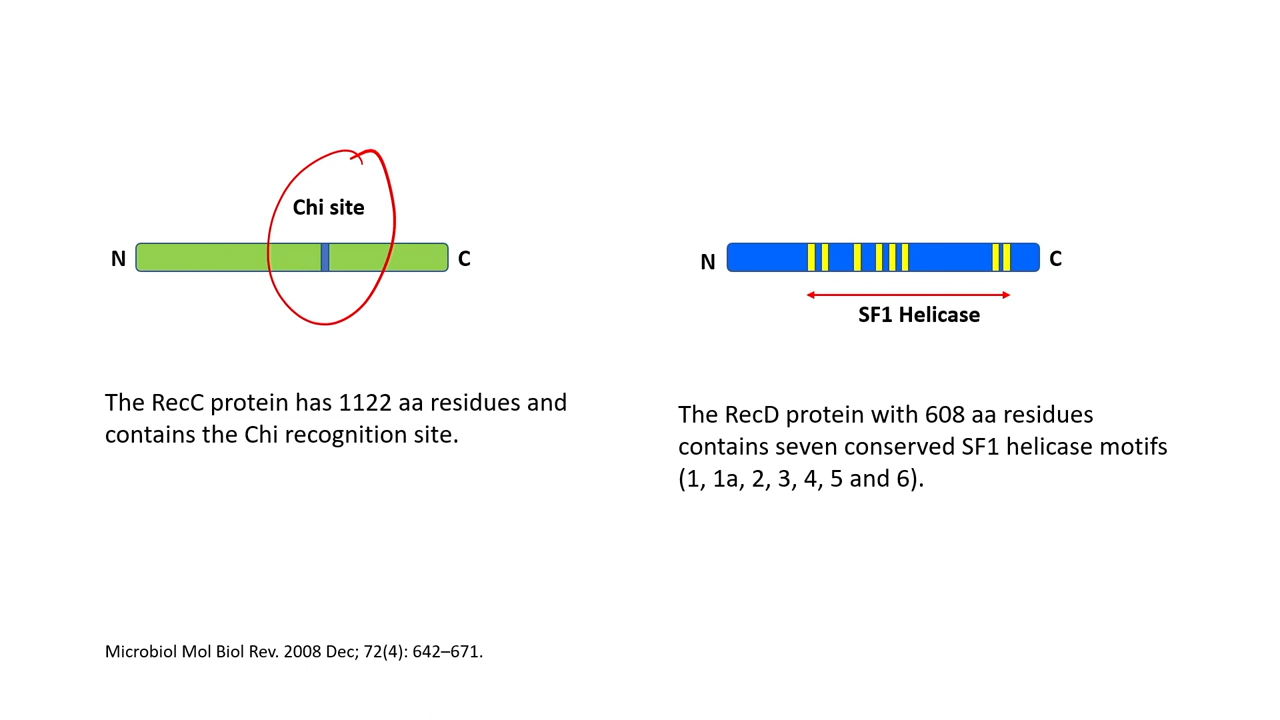 Chi site
N
C
The RecC protein has 1122 aa residues and
contains the Chi recognition site.
N
C
SF1 Helicase
The RecD protein with 608 aa residues
contains seven conserved SF1 helicase motifs
(1, 1a, 2, 3, 4, 5 and 6).
Microbiol Mol Biol Rev. 2008 Dec; 72(4): 642–671.